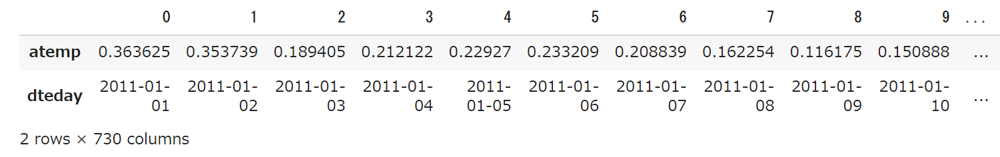 0 1 2 3 4 5 6 7 8 9 ...
atemp 0.363625 0.353739 0.189405 0.212122 0.22927 0.233209 0.208839 0.162254 0.116175 0.150888 ...
dteday 2011-01-01 2011-01-02 2011-01-03 2011-01-04 2011-01-05 2011-01-06 2011-01-07 2011-01-08 2011-01-09 2011-01-10 ...
2 rows × 730 columns